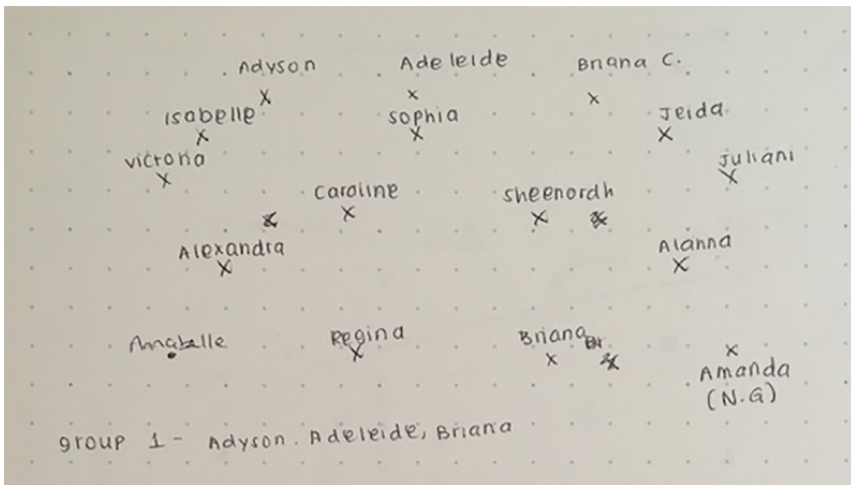 Adyson Adeleide Briana C.
Isabelle Sophia Jeida
Victoria Juliani
Caroline Sheenordh
Alexandra Alanna
Annabelle Regina Briana
Amanda
(N.G)
group 1 - Adyson. Adeleide, Briana